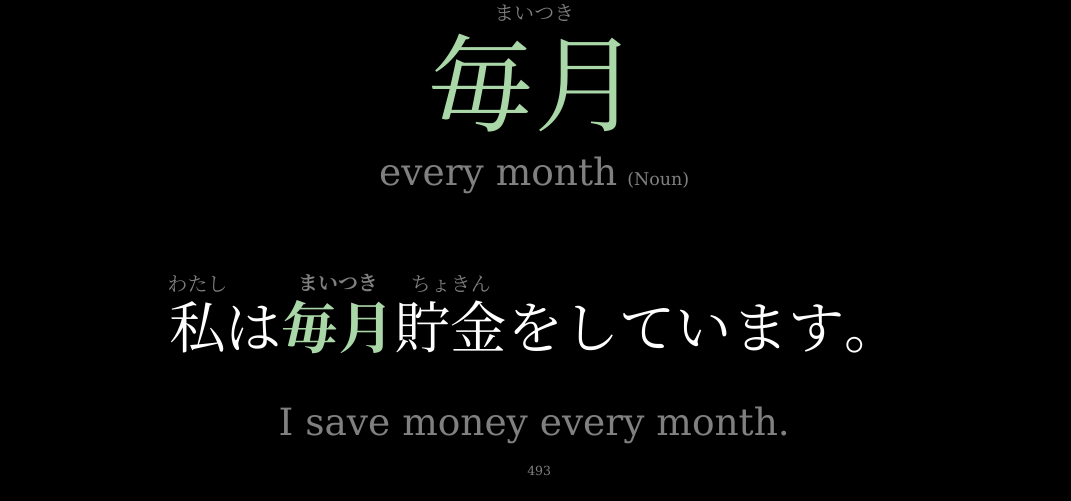 まいつき
毎月
every month (Noun)
わたし まいつき ちょきん
私は毎月貯金をしています。
I save money every month.
493